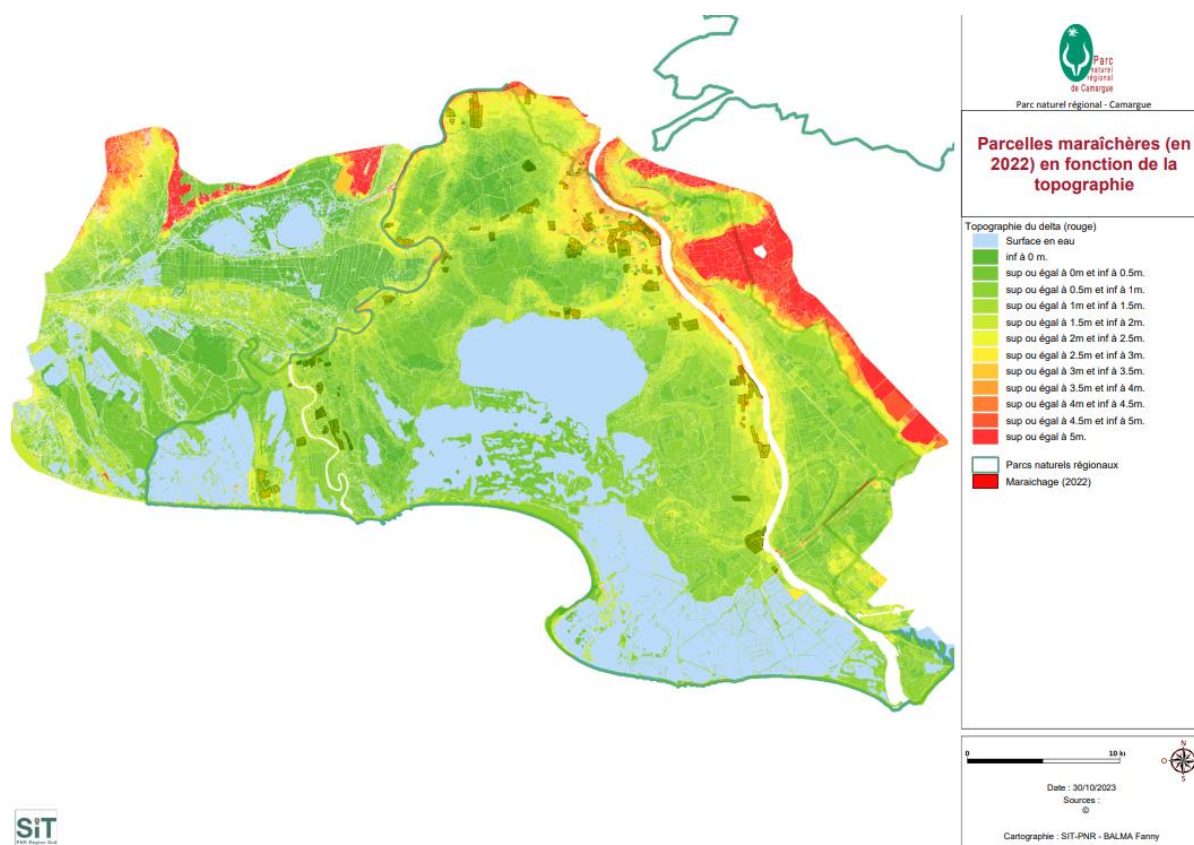 Parc
naturel
régional
de Camargue
Parc naturel régional - Camargue
Parcelles maraîchères (en
2022) en fonction de la
topographie
Topographie du delta (rouge)
Surface en eau
inf à 0 m.
sup ou égal à 0m et inf à 0.5m.
sup ou égal à 0.5m et inf à 1m.
sup ou égal à 1m et inf à 1.5m.
sup ou égal à 1.5m et inf à 2m.
sup ou égal à 2m et inf à 2.5m.
sup ou égal à 2.5m et inf à 3m.
sup ou égal à 3m et inf à 3.5m.
sup ou égal à 3.5m et inf à 4m.
sup ou égal à 4m et inf à 4.5m.
sup ou égal à 4.5m et inf à 5m.
sup ou égal à 5m.
Parcs naturels régionaux
Maraichage (2022)
0 10 k
N
O E
S
Date : 30/10/2023
Sources :
©
Cartographie : SIT-PNR - BALMA Fanny
SiT
PNR Région Sud